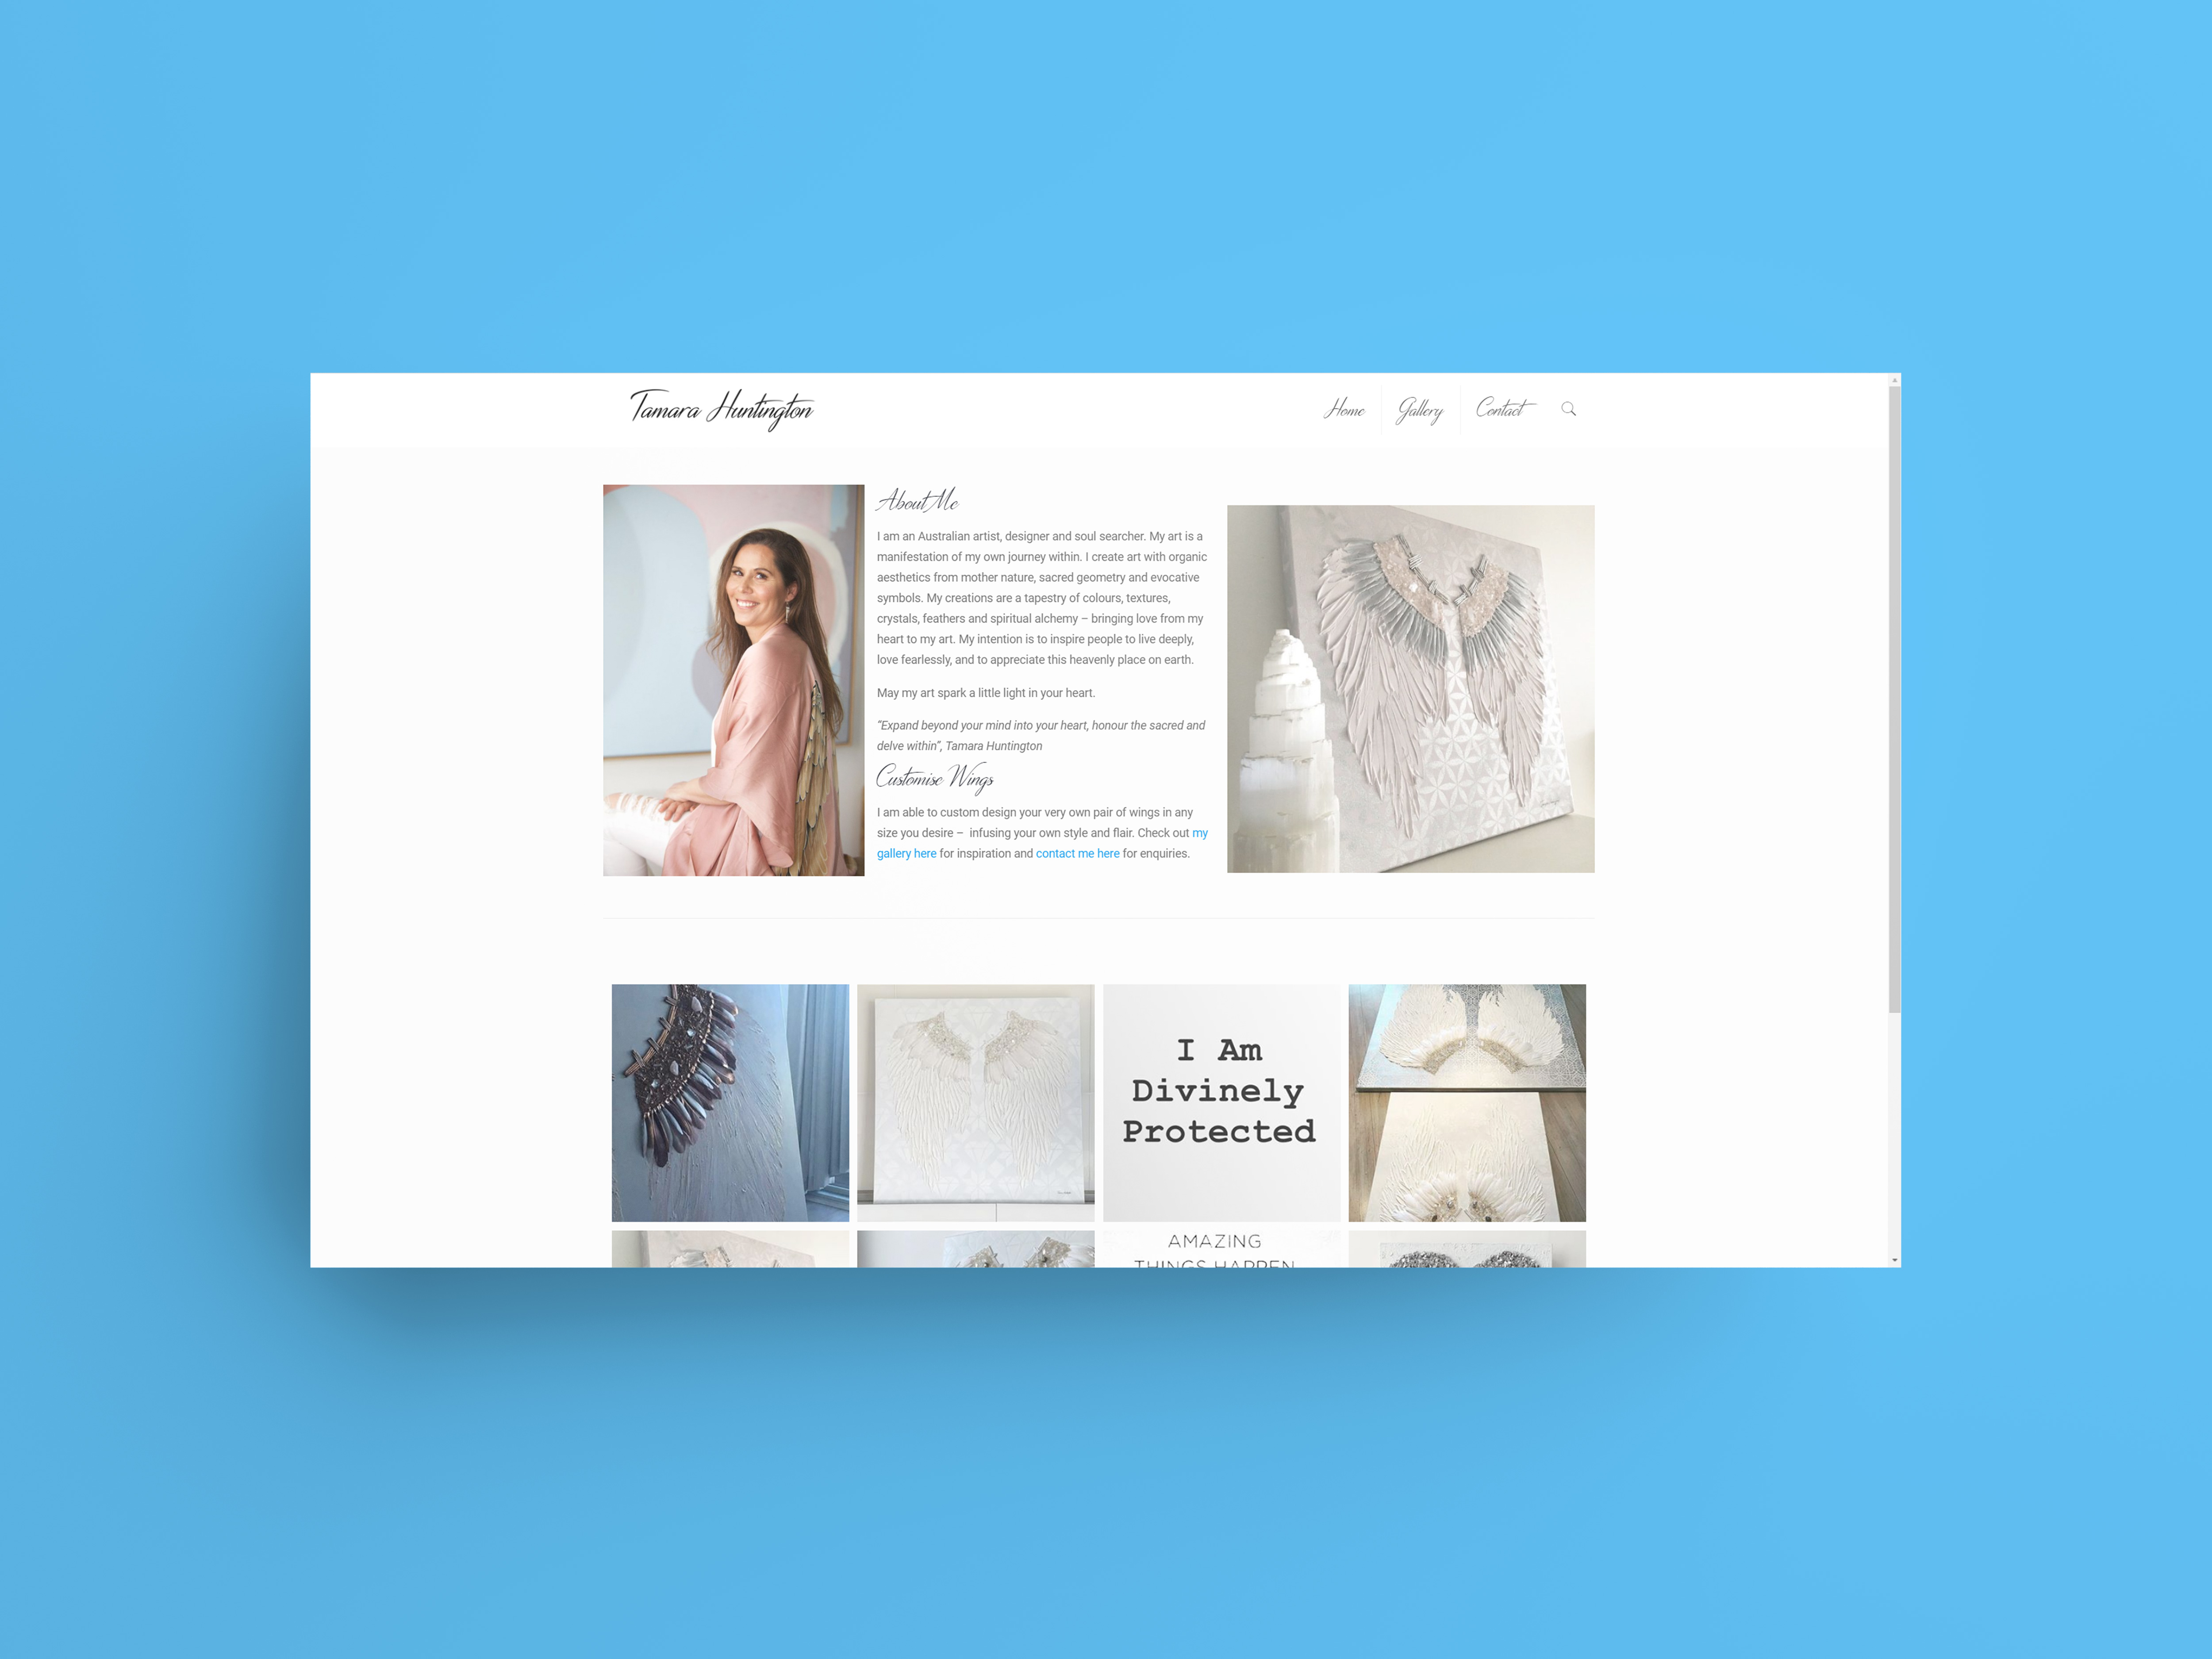 Tamara Huntington
Home
Gallery
Contact
About Me
I am an Australian artist, designer and soul searcher. My art is a
manifestation of my own journey within. I create art with organic
aesthetics from mother nature, sacred geometry and evocative
symbols. My creations are a tapestry of colours, textures,
crystals, feathers and spiritual alchemy – bringing love from my
heart to my art. My intention is to inspire people to live deeply,
love fearlessly, and to appreciate this heavenly place on earth.
May my art spark a little light in your heart.
“Expand beyond your mind into your heart, honour the sacred and
delve within”, Tamara Huntington
Customise Wings
I am able to custom design your very own pair of wings in any
size you desire –  infusing your own style and flair. Check out my
gallery here for inspiration and contact me here for enquiries.
I Am
Divinely
Protected
AMAZING
THINGS HAPPEN